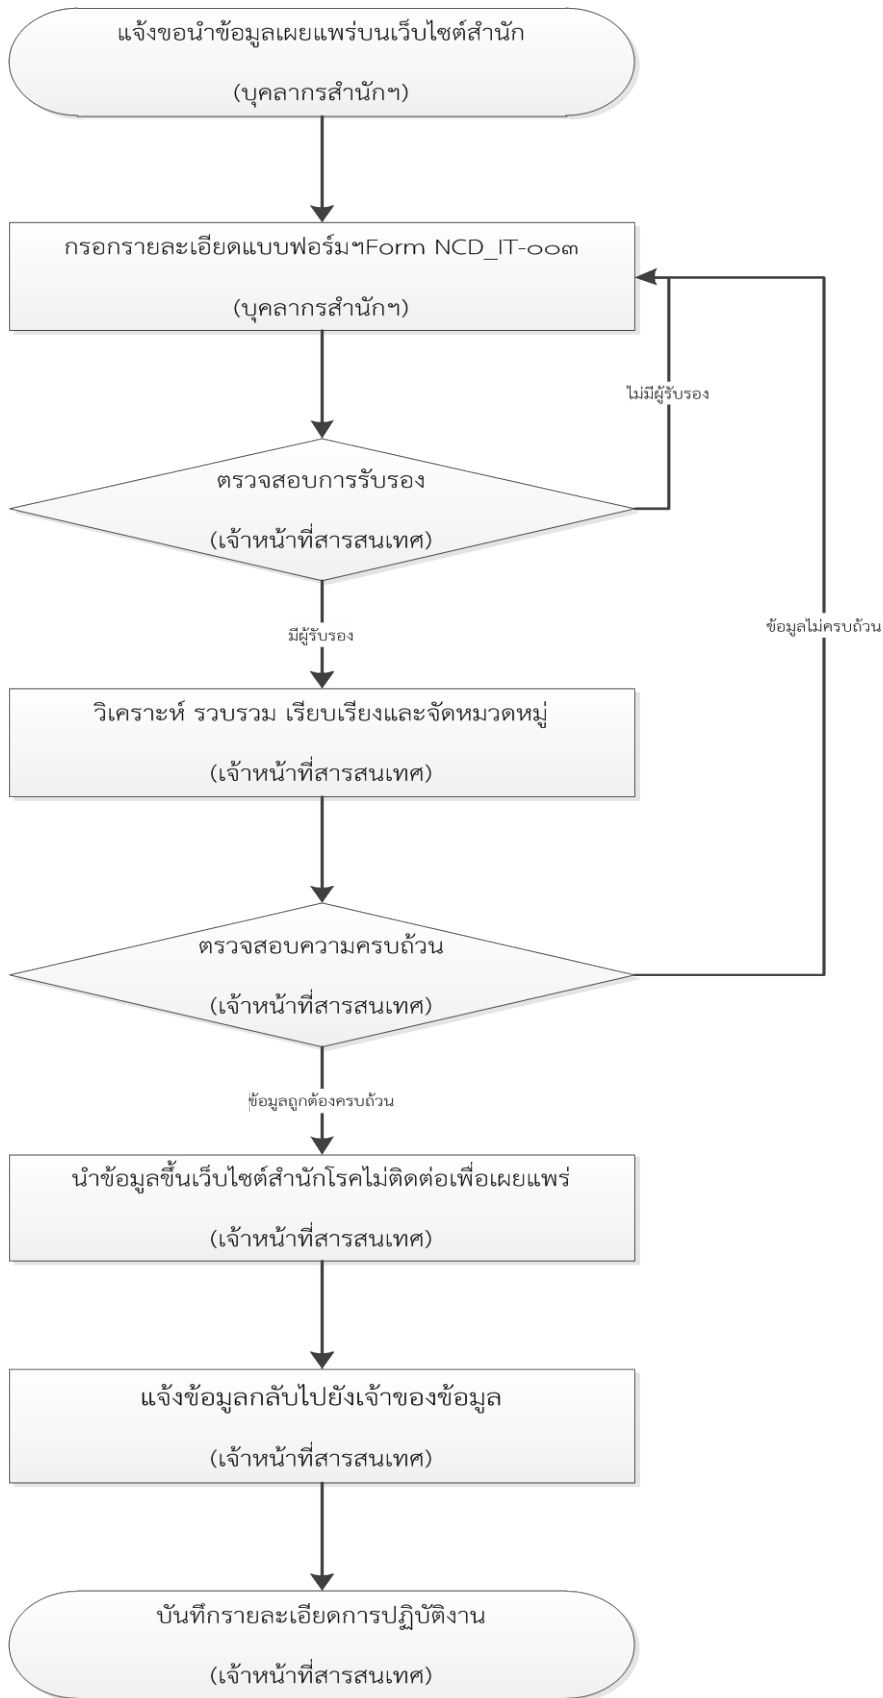 แจ้งขอนำข้อมูลเผยแพร่บนเว็บไซต์สำนัก
(บุคลากรสำนักฯ)
กรอกรายละเอียดแบบฟอร์มฯForm NCD_IT-๐๐๓
(บุคลากรสำนักฯ)
ไม่มีผู้รับรอง
ตรวจสอบการรับรอง
(เจ้าหน้าที่สารสนเทศ)
ข้อมูลไม่ครบถ้วน
มีผู้รับรอง
วิเคราะห์ รวบรวม เรียบเรียงและจัดหมวดหมู่
(เจ้าหน้าที่สารสนเทศ)
ตรวจสอบความครบถ้วน
(เจ้าหน้าที่สารสนเทศ)
ข้อมูลถูกต้องครบถ้วน
นำข้อมูลขึ้นเว็บไซต์สำนักโรคไม่ติดต่อเพื่อเผยแพร่
(เจ้าหน้าที่สารสนเทศ)
แจ้งข้อมูลกลับไปยังเจ้าของข้อมูล
(เจ้าหน้าที่สารสนเทศ)
บันทึกรายละเอียดการปฏิบัติงาน
(เจ้าหน้าที่สารสนเทศ)